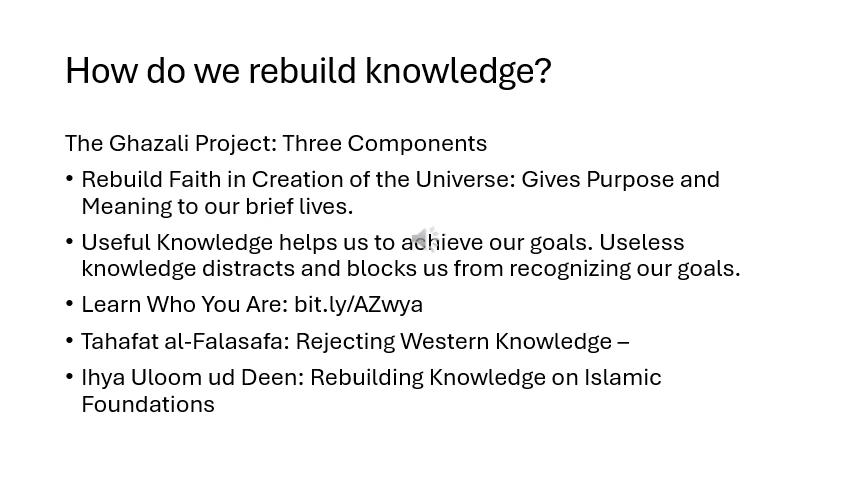 How do we rebuild knowledge?
The Ghazali Project: Three Components
• Rebuild Faith in Creation of the Universe: Gives Purpose and
Meaning to our brief lives.
• Useful Knowledge helps us to achieve our goals. Useless
knowledge distracts and blocks us from recognizing our goals.
• Learn Who You Are: bit.ly/AZwya
• Tahafat al-Falasafa: Rejecting Western Knowledge –
• Ihya Uloom ud Deen: Rebuilding Knowledge on Islamic
Foundations